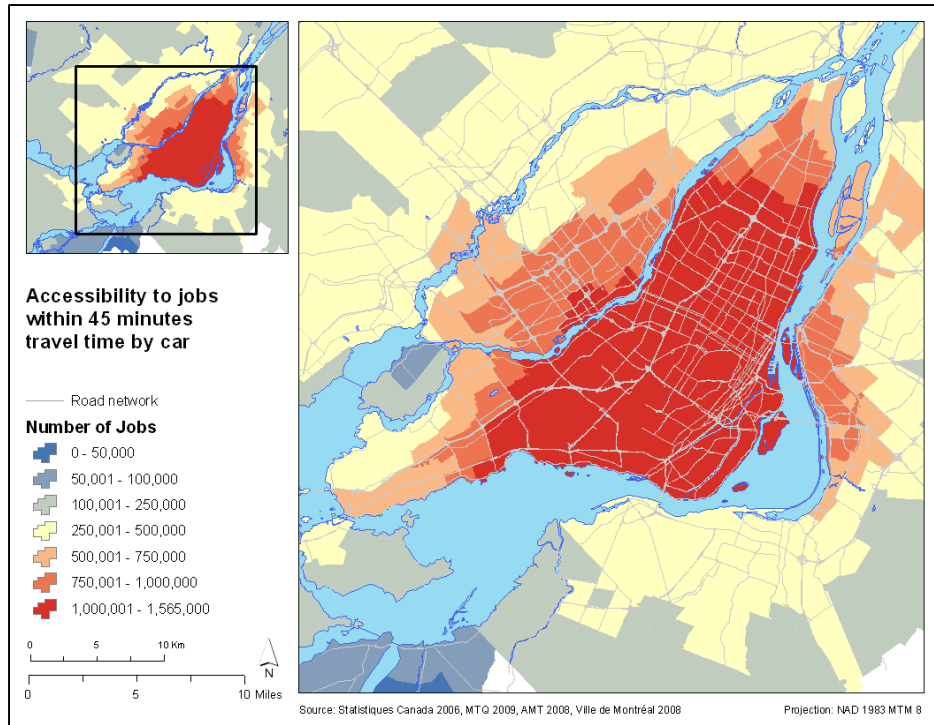 Accessibility to jobs
within 45 minutes
travel time by car
Road network
Number of Jobs
0 - 50,000
50,001 - 100,000
100,001 - 250,000
250,001 - 500,000
500,001 - 750,000
750,001 - 1,000,000
1,000,001 - 1,565,000
0 5 10 Km
N
0 5 10 Miles
Source: Statistiques Canada 2006, MTQ 2009, AMT 2008, Ville de Montréal 2008
Projection: NAD 1983 MTM 8